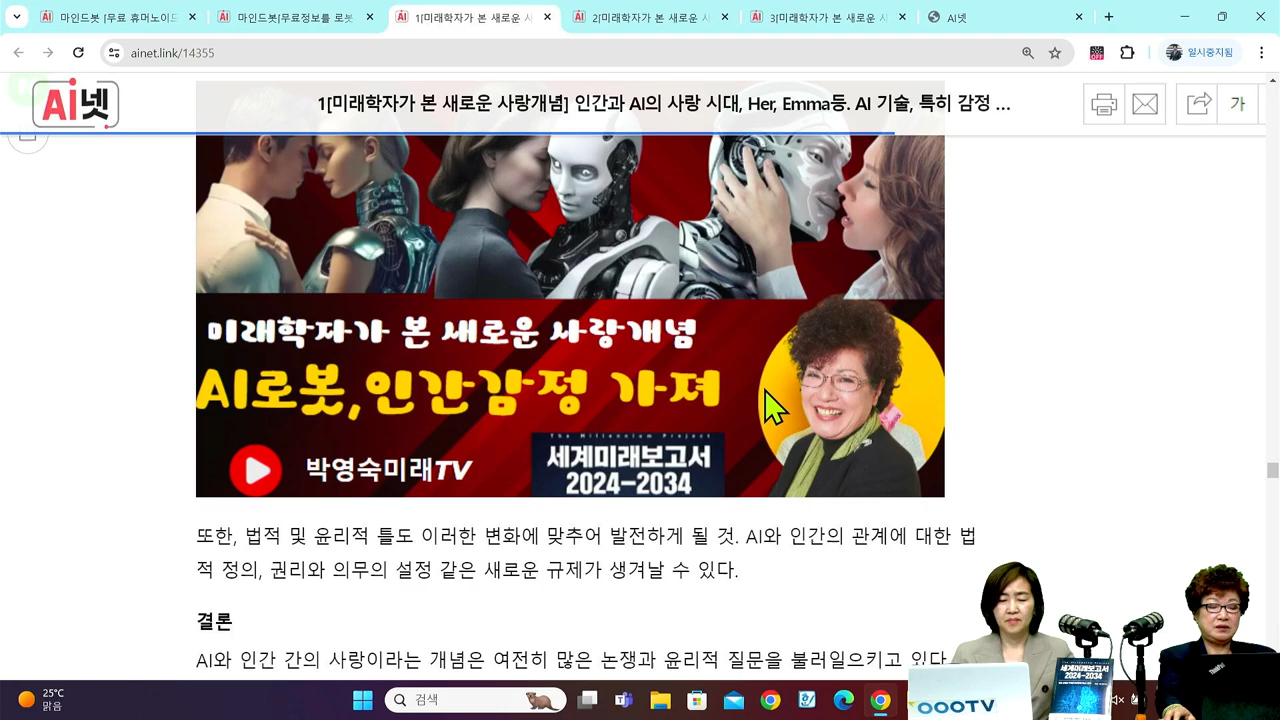 마인드봇 [무료 휴머노이드
마인드봇[무료정보를 로봇
1[미래학자가 본 새로운 사
2[미래학자가 본 새로운 사
3[미래학자가 본 새로운 사
AI넷
ainet.link/14355
OFF
일시중지됨
Ai넷
1[미래학자가 본 새로운 사랑개념] 인간과 AI의 사랑 시대, Her, Emma등. AI 기술, 특히 감정 ...
가
미래학자가 본 새로운 사랑개념
AI로봇,인간감정 가져
박영숙미래TV
The Millennium Project
세계미래보고서
2024-2034
또한, 법적 및 윤리적 틀도 이러한 변화에 맞추어 발전하게 될 것. AI와 인간의 관계에 대한 법
적 정의, 권리와 의무의 설정 같은 새로운 규제가 생겨날 수 있다.
결론
AI와 인간 간의 사랑이라는 개념은 여전히 많은 논쟁과 윤리적 질문을 불러일으키고 있다
세계미래보고서
2024-2034
OOOTV
ThinkPad
25°C
맑음
검색